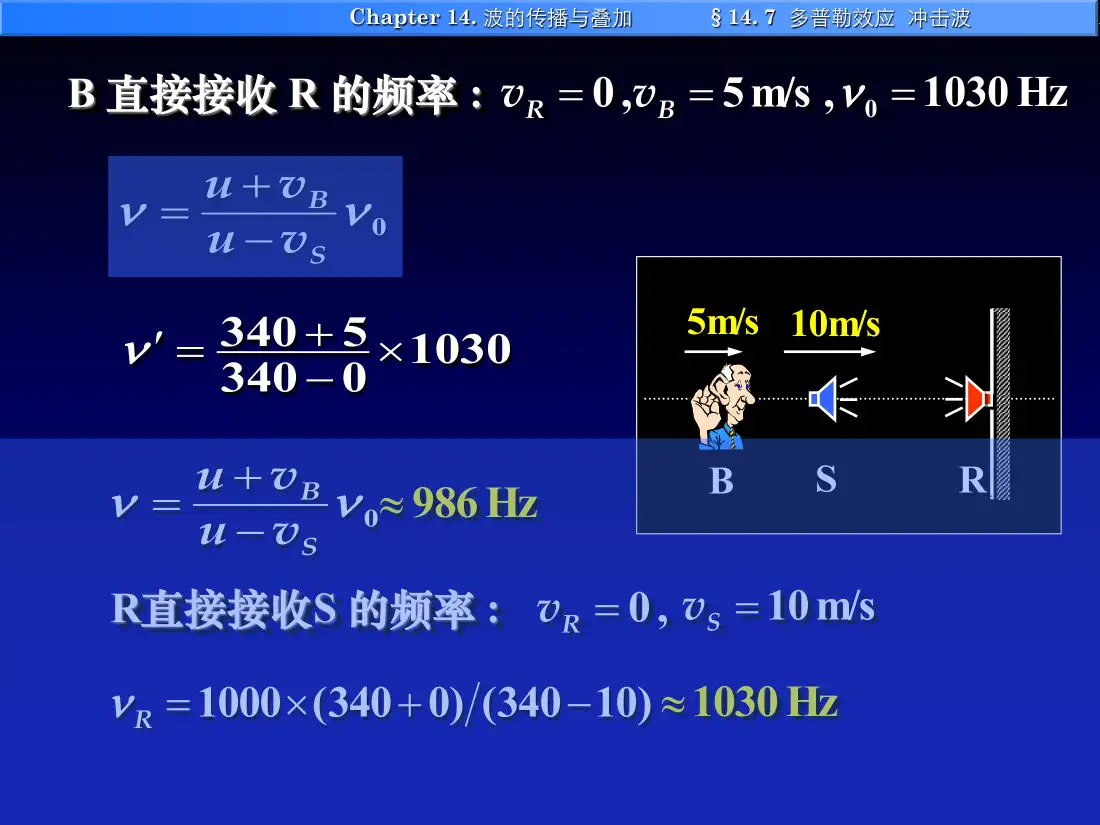 Chapter 14. 波的传播与叠加 § 14. 7 多普勒效应 冲击波
B 直接接收 R 的频率 : v_R = 0 , v_B = 5 m/s , ν_0 = 1030 Hz
ν = (u + v_B)/(u − v_S) ν_0
ν′ = (340 + 5)/(340 − 0) × 1030
5m/s 10m/s
B S R
ν = (u + v_B)/(u − v_S) ν_0 ≈ 986 Hz
R直接接收S 的频率 : v_R = 0 , v_S = 10 m/s
ν_R = 1000 × (340 + 0)/(340 − 10) ≈ 1030 Hz